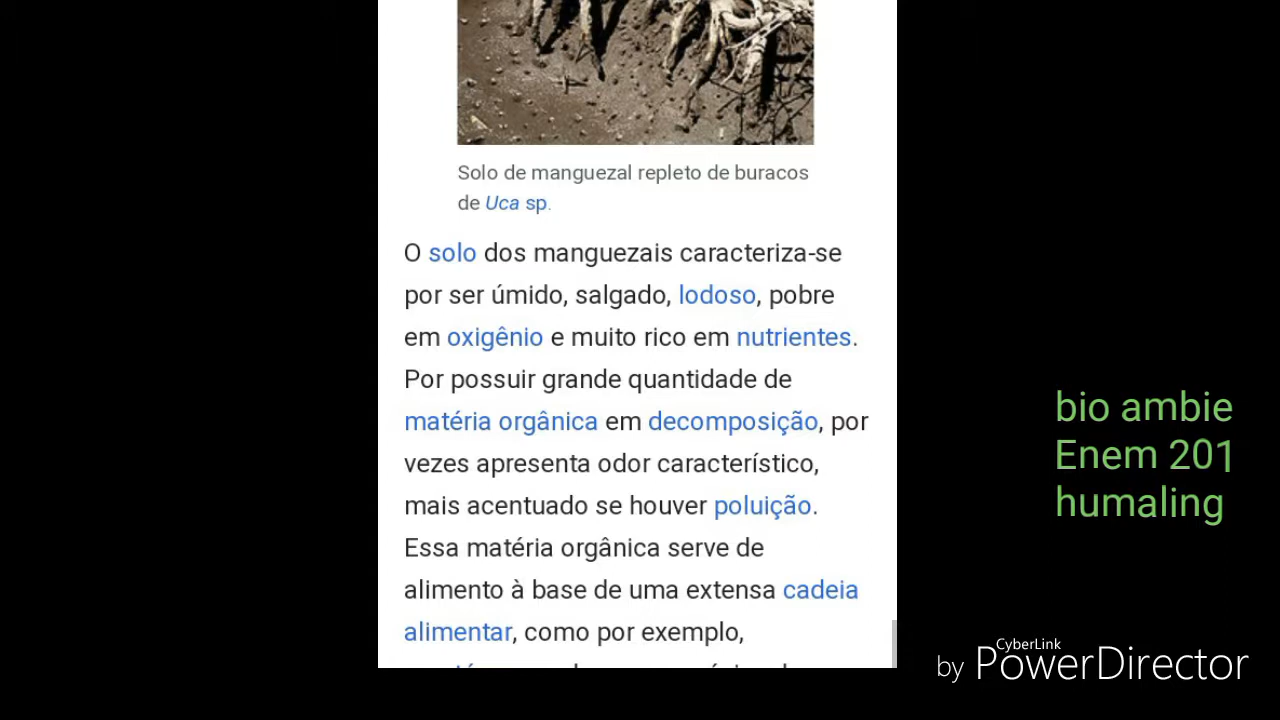 Solo de manguezal repleto de buracos
de Uca sp.
O solo dos manguezais caracteriza-se
por ser úmido, salgado, lodoso, pobre
em oxigênio e muito rico em nutrientes.
Por possuir grande quantidade de
matéria orgânica em decomposição, por
vezes apresenta odor característico,
mais acentuado se houver poluição.
Essa matéria orgânica serve de
alimento à base de uma extensa cadeia
alimentar, como por exemplo,
bio ambie
Enem 201
humaling
CyberLink
by PowerDirector